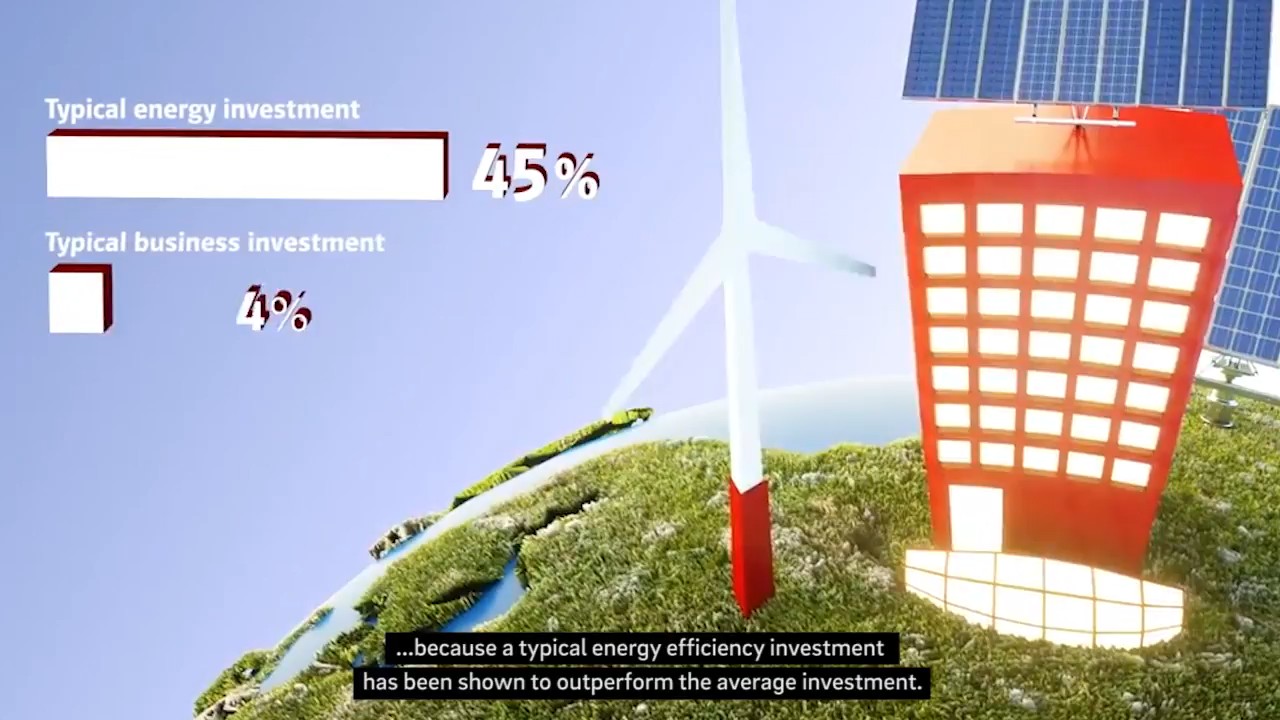 Typical energy investment
45%
Typical business investment
4%
...because a typical energy efficiency investment
has been shown to outperform the average investment.